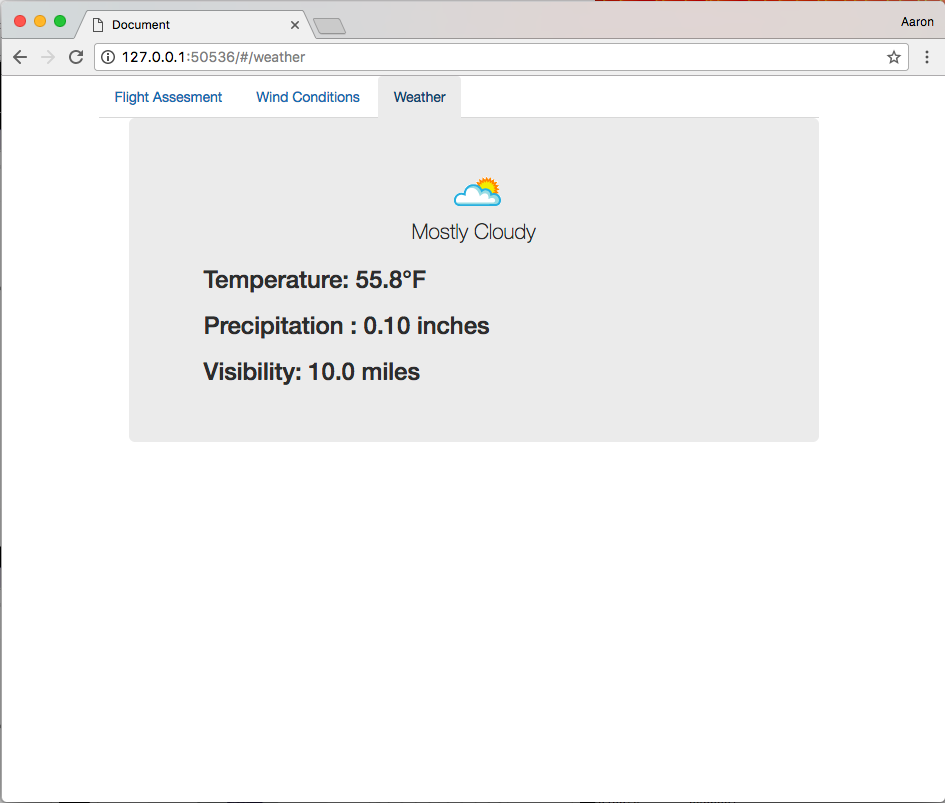 Document
Aaron
127.0.0.1:50536/#/weather
Flight Assesment Wind Conditions Weather
Mostly Cloudy
Temperature: 55.8°F
Precipitation : 0.10 inches
Visibility: 10.0 miles